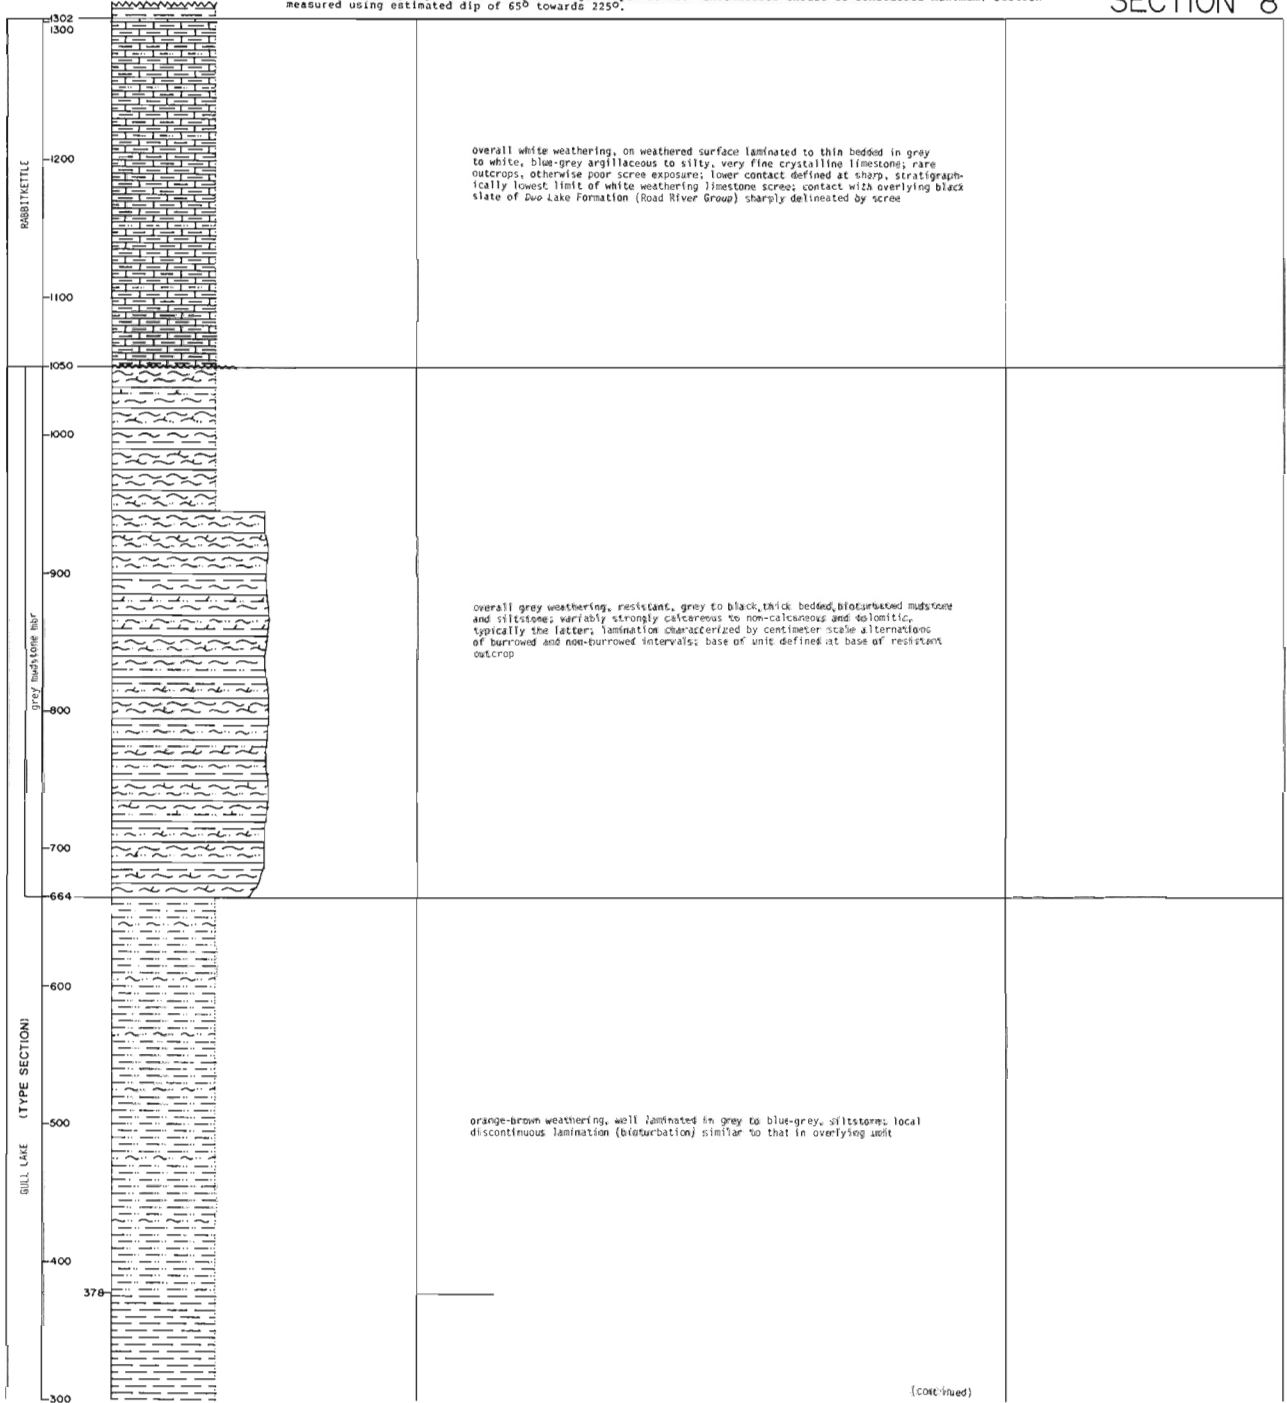 measured using estimated dip of 65° towards 225°.
SECTION 8
1302
1300
RABBITKETTLE
1200
overall white weathering, on weathered surface laminated to thin bedded in grey
to white, blue-grey argillaceous to silty, very fine crystalline limestone; rare
outcrops, otherwise poor scree exposure; lower contact defined at sharp, stratigraph-
ically lowest limit of white weathering limestone scree; contact with overlying black
slate of Duo Lake Formation (Road River Group) sharply delineated by scree
1100
1050
1000
900
grey mudstone mbr
overall grey weathering, resistant, grey to black, thick bedded, bioturbated mudstone
and siltstone; variably strongly calcareous to non-calcareous and dolomitic,
typically the latter; lamination characterized by centimeter scale alternations
of burrowed and non-burrowed intervals; base of unit defined at base of resistant
outcrop
800
700
664
600
GULL LAKE (TYPE SECTION)
500
orange-brown weathering, well laminated in grey to blue-grey, siltstone; local
discontinuous lamination (bioturbation) similar to that in overlying unit
400
378
300
(continued)